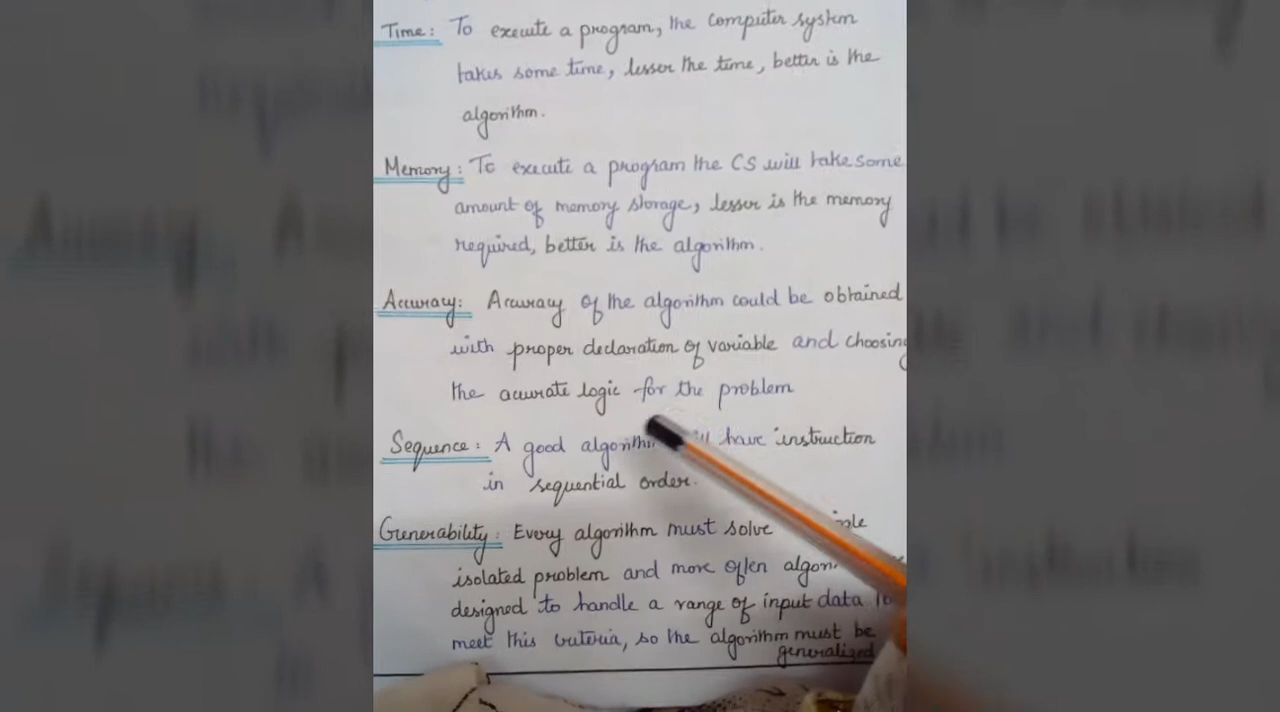 Time: To execute a program, the computer system
takes some time, lesser the time, better is the
algorithm.
Memory: To execute a program the CS will take some
amount of memory storage, lesser is the memory
required, better is the algorithm.
Accuracy: Accuracy of the algorithm could be obtained
with proper declaration of variable and choosing
the accurate logic for the problem
Sequence: A good have instruction
in sequential order.
Generability: Every algorithm must solve
isolated problem and more often
designed to handle a range of input data to
meet this criteria, so the algorithm must be
generalized